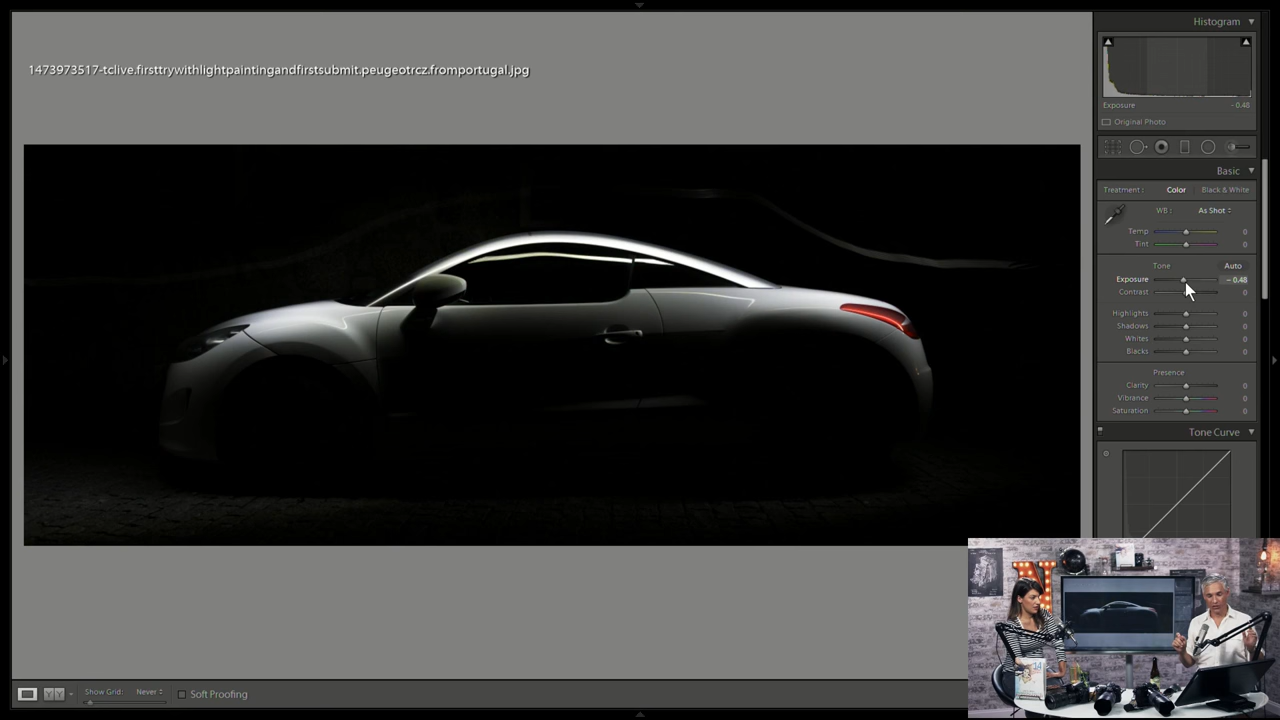 Histogram
1473973517-tclive.firsttrywithlightpaintingandfirstsubmit.peugeotrcz.fromportugal.jpg
Exposure - 0.48
Original Photo
Basic
Treatment : Color Black & White
WB : As Shot
Temp 0
Tint 0
Tone Auto
Exposure - 0.48
Contrast 0
Highlights 0
Shadows 0
Whites 0
Blacks 0
Presence
Clarity 0
Vibrance 0
Saturation 0
Tone Curve
YY Show Grid: Never Soft Proofing